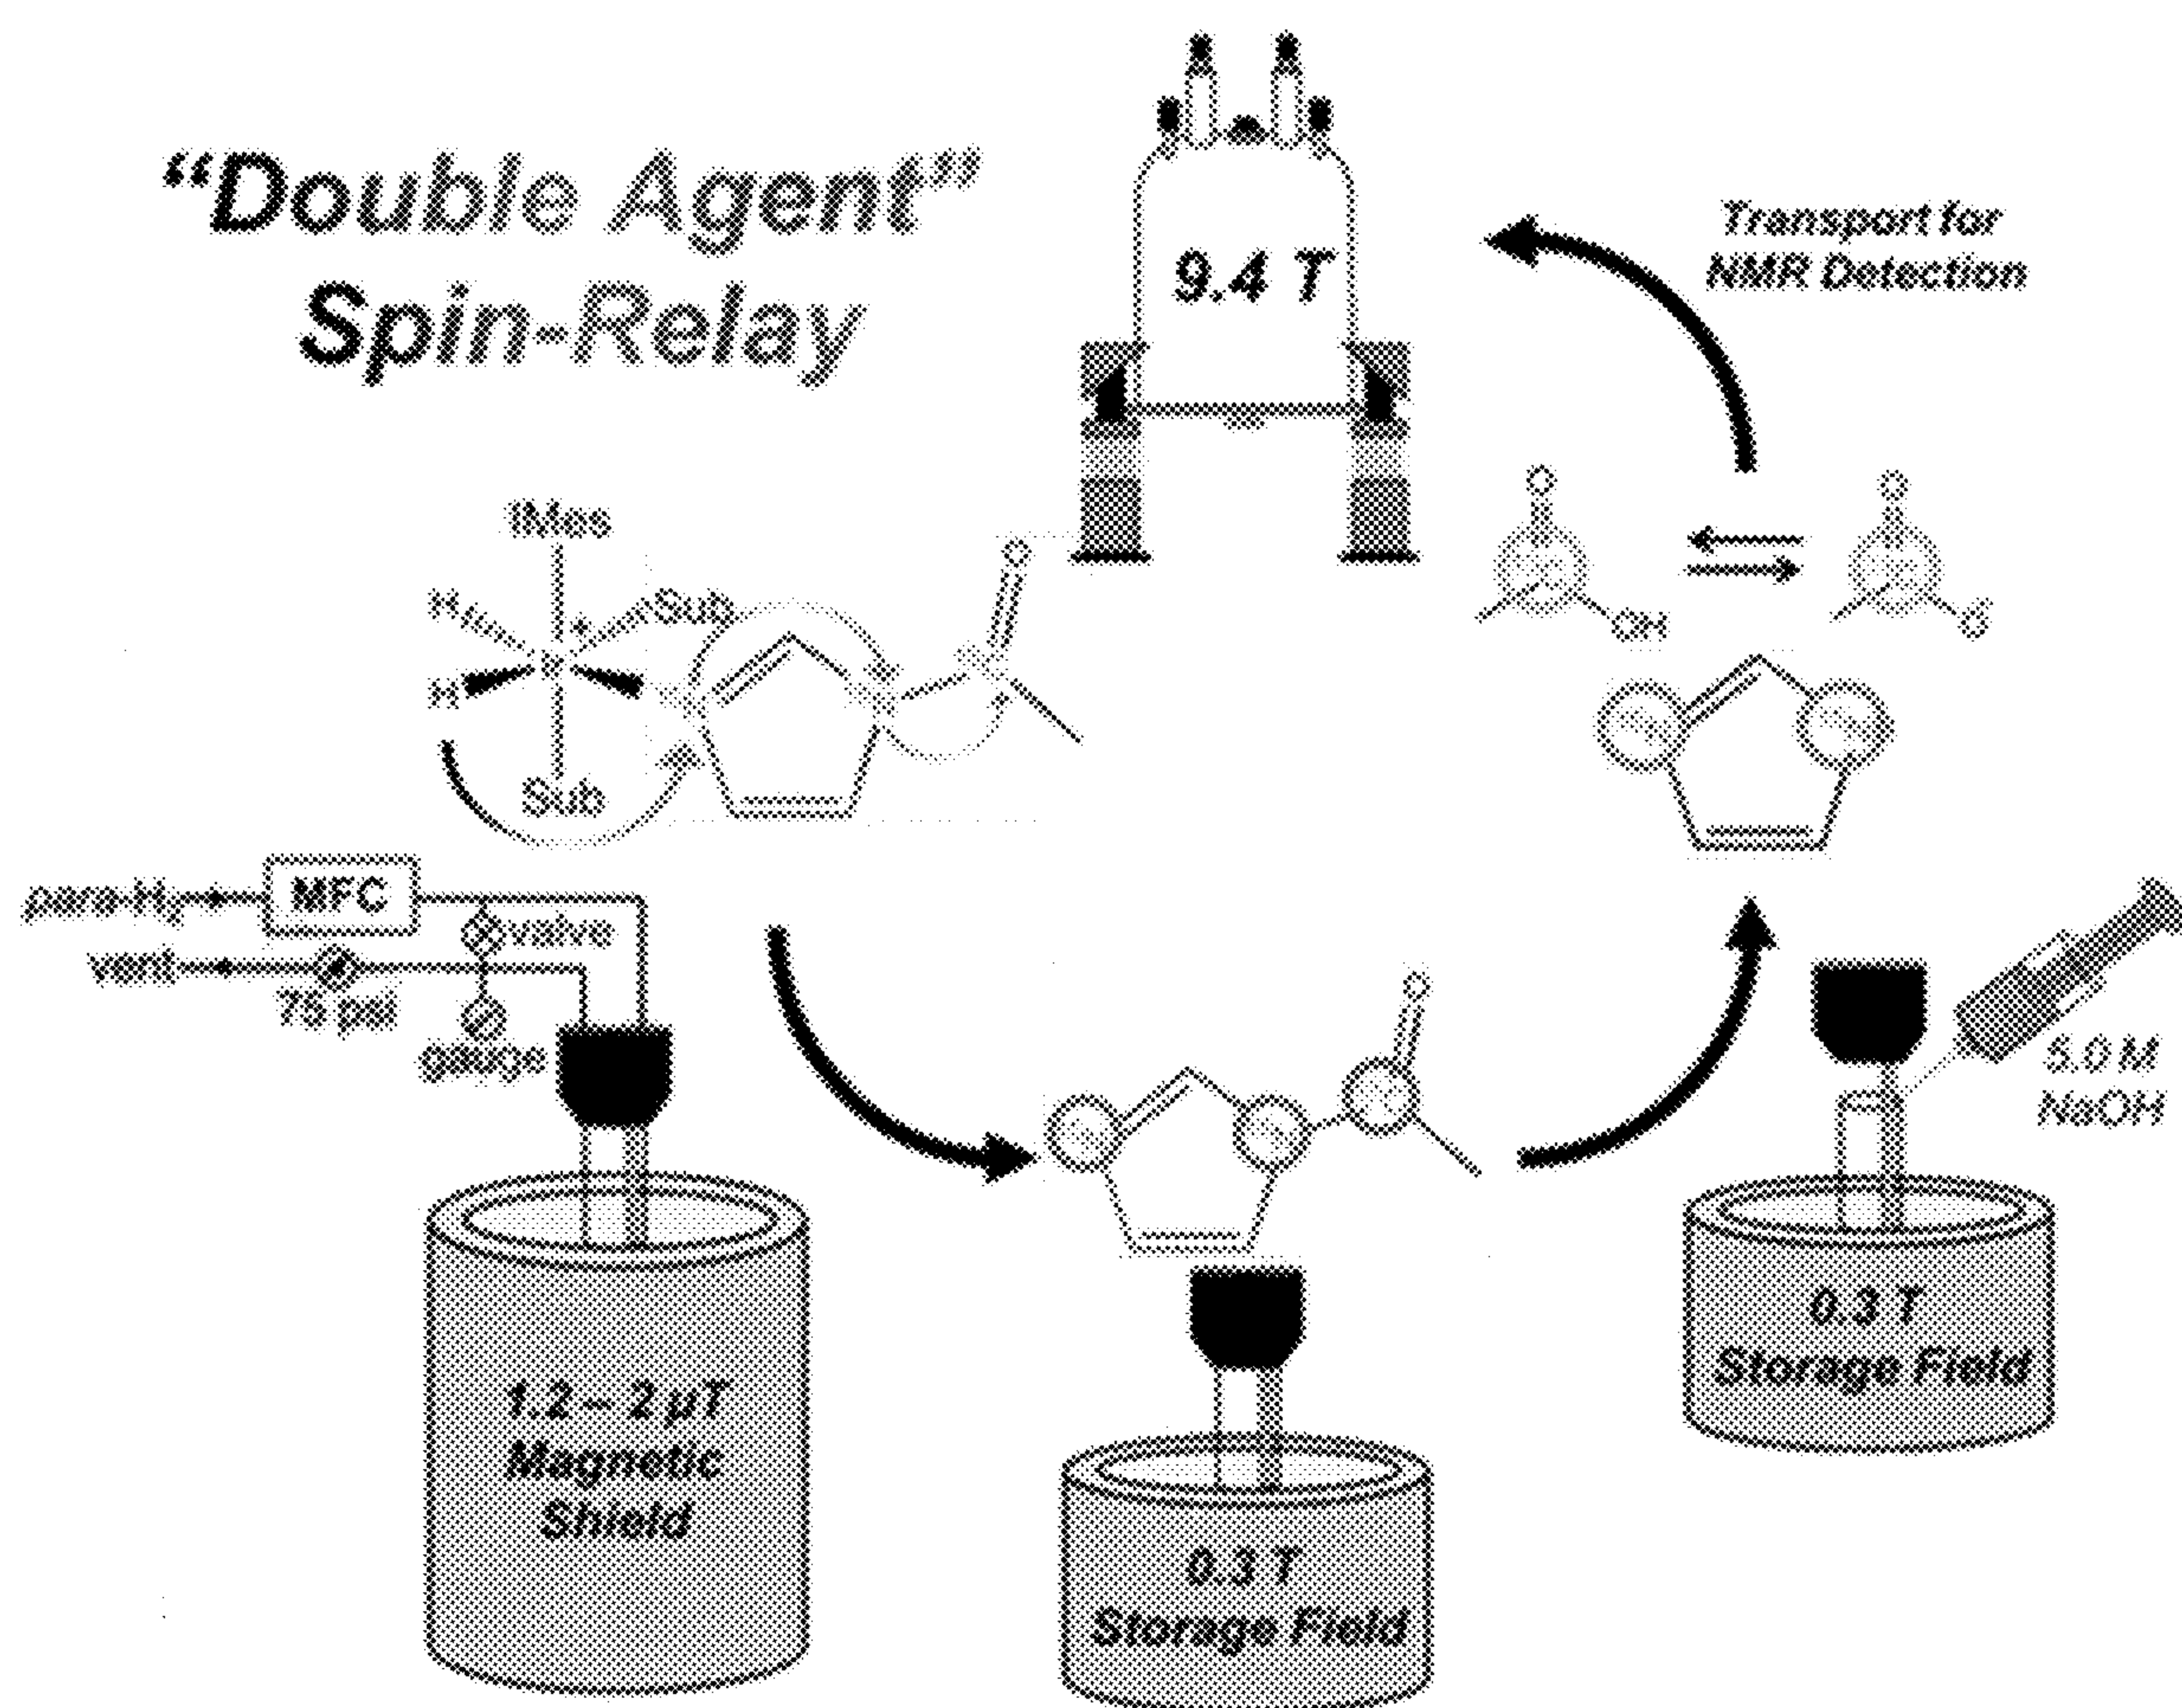 “Double Agent”
Spin-Relay
9.4 T
Transport for
NMR Detection
IMes
H
Sub
Ir
+
H
Sub
O
O
O
OH
para-H2
MFC
valve
vent
75 psi
gauge
O
5.0 M
NaOH
0.3 T
Storage Field
1.2 – 2 µT
Magnetic
Shield
0.3 T
Storage Field